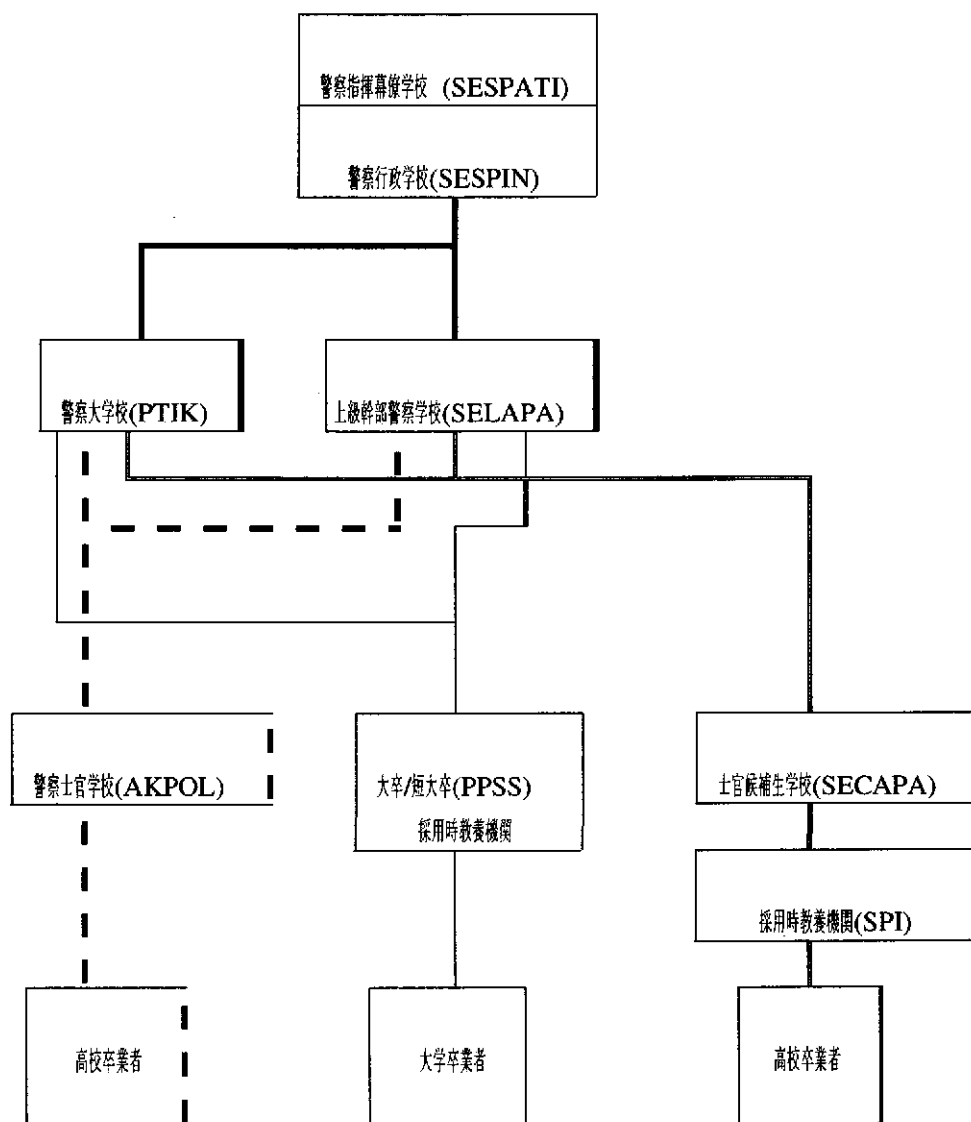 警察指揮幕僚学校 (SESPATI)
警察行政学校(SESPIN)
警察大学校(PTIK)
上級幹部警察学校(SELAPA)
警察士官学校(AKPOL)
大卒/短大卒(PPSS)
採用時教養機関
士官候補生学校(SECAPA)
採用時教養機関(SPI)
高校卒業者
大学卒業者
高校卒業者